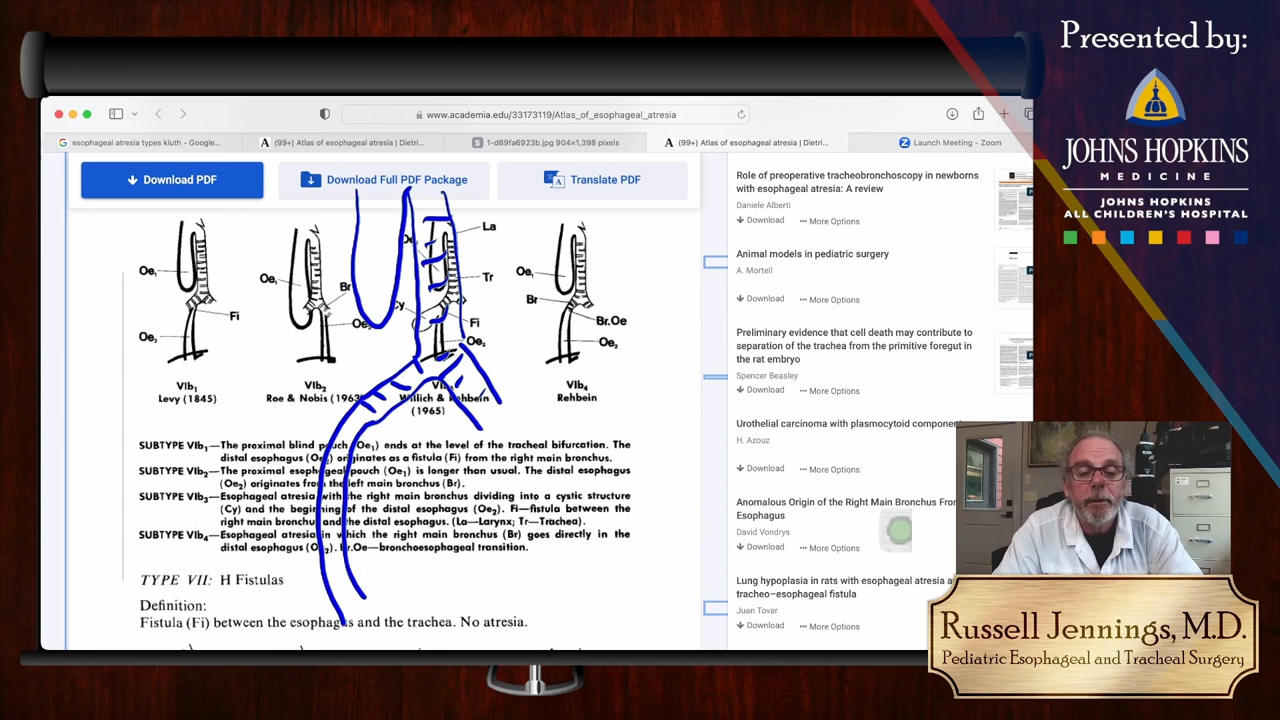 Presented by:
JOHNS HOPKINS
MEDICINE
JOHNS HOPKINS
ALL CHILDREN'S HOSPITAL
www.academia.edu/33173119/Atlas_of_esophageal_atresia
esophageal atresia types kluth - Google...
(99+) Atlas of esophageal atresia | Dietri...
1-d89fa6923b.jpg 904×1,398 pixels
(99+) Atlas of esophageal atresia | Dietri...
Launch Meeting - Zoom
Download PDF
Download Full PDF Package
Translate PDF
La
Oe₁
Oe₁
Br
Tr
Oe₁
Br
Fi
Fi
Br.Oe
Oe₂
Oe₂
Oe₂
VIb₁
Levy (1845)
VIb₂
Roe & Nobis (1963
Willich & Rehbein
(1965)
VIb₄
Rehbein
SUBTYPE VIb₁—The proximal blind pouch (Oe₁) ends at the level of the tracheal bifurcation. The
distal esophagus (Oe₂) originates as a fistula (Fi) from the right main bronchus.
SUBTYPE VIb₂—The proximal esophageal pouch (Oe₁) is longer than usual. The distal esophagus
(Oe₂) originates from the left main bronchus (Br).
SUBTYPE VIb₃—Esophageal atresia with the right main bronchus dividing into a cystic structure
(Cy) and the beginning of the distal esophagus (Oe₂). Fi—fistula between the
right main bronchus and the distal esophagus. (La—Larynx; Tr—Trachea).
SUBTYPE VIb₄—Esophageal atresia in which the right main bronchus (Br) goes directly in the
distal esophagus (Oe₂). Br.Oe—bronchoesophageal transition.
TYPE VII: H Fistulas
Definition:
Fistula (Fi) between the esophagus and the trachea. No atresia.
Role of preoperative tracheobronchoscopy in newborns
with esophageal atresia: A review
Daniele Alberti
Download ••• More Options
Animal models in pediatric surgery
A. Mortell
Download ••• More Options
Preliminary evidence that cell death may contribute to
separation of the trachea from the primitive foregut in
the rat embryo
Spencer Beasley
Download ••• More Options
Urothelial carcinoma with plasmocytoid componen
H. Azouz
Download ••• More Options
Anomalous Origin of the Right Main Bronchus From
Esophagus
David Vondrys
Download ••• More Options
Lung hypoplasia in rats with esophageal atresia a
tracheo–esophageal fistula
Juan Tovar
Download ••• More Options
Russell Jennings, M.D.
Pediatric Esophageal and Tracheal Surgery